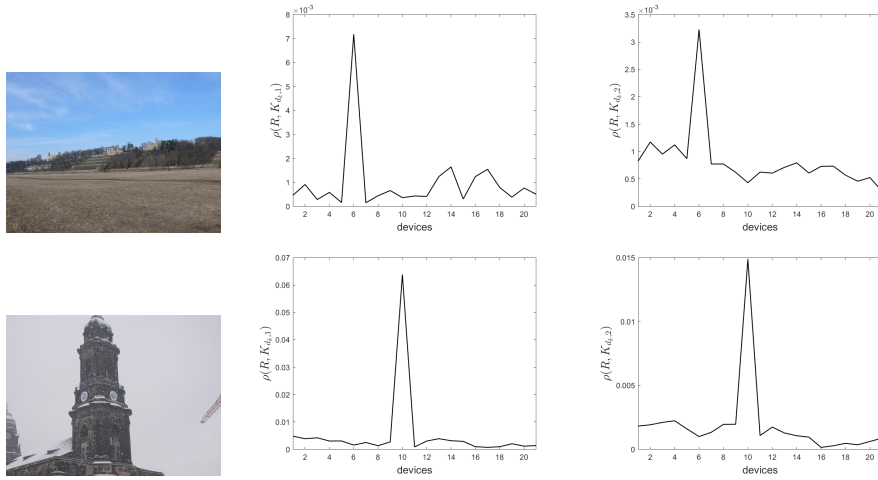 ×10⁻³
8
7
6
5
4
3
2
1
0
2 4 6 8 10 12 14 16 18 20
devices
ρ(R, K_{d_k,1})
×10⁻³
3.5
3
2.5
2
1.5
1
0.5
0
2 4 6 8 10 12 14 16 18 20
devices
ρ(R, K_{d_k,2})
0.07
0.06
0.05
0.04
0.03
0.02
0.01
0
2 4 6 8 10 12 14 16 18 20
devices
ρ(R, K_{d_k,1})
0.015
0.01
0.005
0
2 4 6 8 10 12 14 16 18 20
devices
ρ(R, K_{d_k,2})